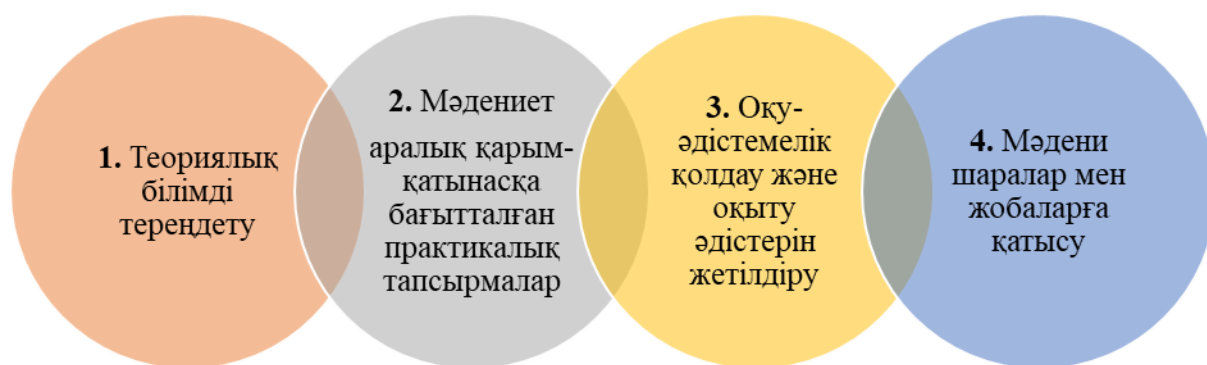 1. Теориялық
білімді
тереңдету
2. Мәдениет
аралық қарым-
қатынасқа
бағытталған
практикалық
тапсырмалар
3. Оқу-
әдістемелік
қолдау және
оқыту
әдістерін
жетілдіру
4. Мәдени
шаралар мен
жобаларға
қатысу